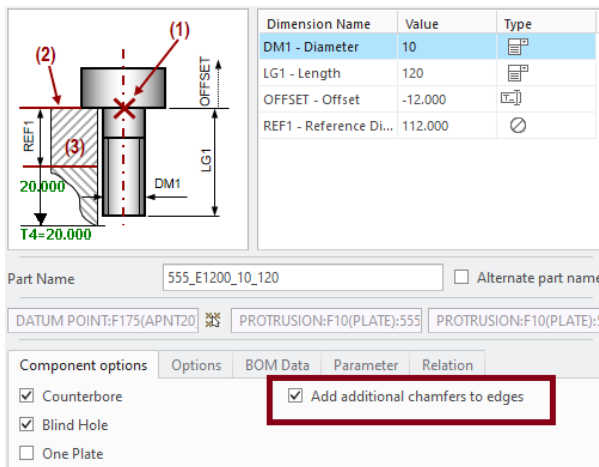 (1)
(2)
OFFSET
REF1
(3)
LG1
20.000
DM1
T4=20.000
Dimension Name Value Type
DM1 - Diameter 10
LG1 - Length 120
OFFSET - Offset -12.000
REF1 - Reference Di... 112.000
Part Name 555_E1200_10_120 Alternate part name
DATUM POINT:F175(APNT20) PROTRUSION:F10(PLATE):555 PROTRUSION:F10(PLATE):5
Component options Options BOM Data Parameter Relation
Counterbore Add additional chamfers to edges
Blind Hole
One Plate